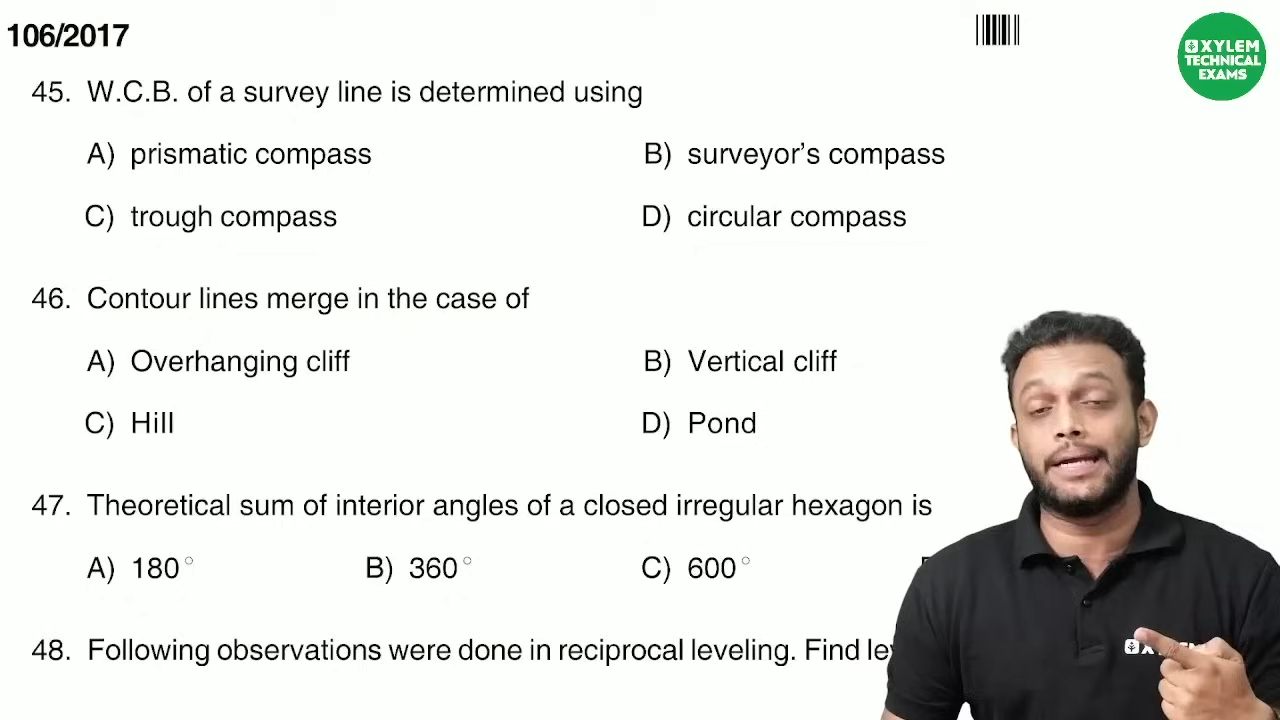 106/2017
XYLEM
TECHNICAL
EXAMS
45. W.C.B. of a survey line is determined using
A) prismatic compass B) surveyor's compass
C) trough compass D) circular compass
46. Contour lines merge in the case of
A) Overhanging cliff B) Vertical cliff
C) Hill D) Pond
47. Theoretical sum of interior angles of a closed irregular hexagon is
A) 180° B) 360° C) 600°
48. Following observations were done in reciprocal leveling. Find